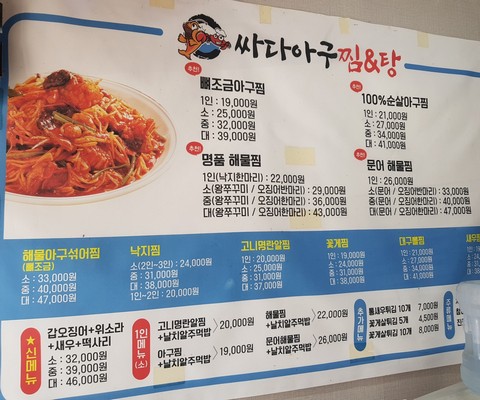 싸다아구찜&탕
추천!
뼈조금아구찜
1인 : 19,000원
소 : 25,000원
중 : 32,000원
대 : 39,000원
추천!
100%순살아구찜
1인 : 21,000원
소 : 27,000원
중 : 34,000원
대 : 41,000원
추천!
명품 해물찜
1인(낙지한마리) : 22,000원
소(왕쭈꾸미 / 오징어반마리) : 29,000원
중(왕쭈꾸미 / 오징어한마리) : 36,000원
대(왕쭈꾸미 / 오징어한마리) : 43,000원
추천!
문어 해물찜
1인 : 26,000원
소(문어 / 오징어반마리) : 33,000원
중(문어 / 오징어한마리) : 40,000원
대(문어 / 오징어한마리) : 47,000원
해물아구섞어찜
(뼈조금)
소 : 33,000원
중 : 40,000원
대 : 47,000원
낙지찜
소(2인~3인) : 24,000원
중 : 31,000원
대 : 38,000원
1인~2인 : 20,000원
고니명란알찜
1인 : 20,000원
소 : 25,000원
중 : 31,000원
대 : 37,000원
꽃게찜
1인 : 19,000원
소 : 24,000원
중 : 31,000원
대 : 38,000원
대구뽈찜
1인 : 21,000원
소 : 27,000원
중 : 34,000원
대 : 41,000원
새우찜
★신메뉴
갑오징어+위소라
+새우+떡사리
소 : 32,000원
중 : 39,000원
대 : 46,000원
1인메뉴(소)
고니명란알찜
+날치알주먹밥
20,000원
아구찜
+날치알주먹밥
19,000원
해물찜
+날치알주먹밥
22,000원
문어해물찜
+날치알주먹밥
26,000원
추가메뉴
통새우튀김 10개 7,000원
꽃게살튀김 5개 4,500원
꽃게살튀김 10개 8,000원